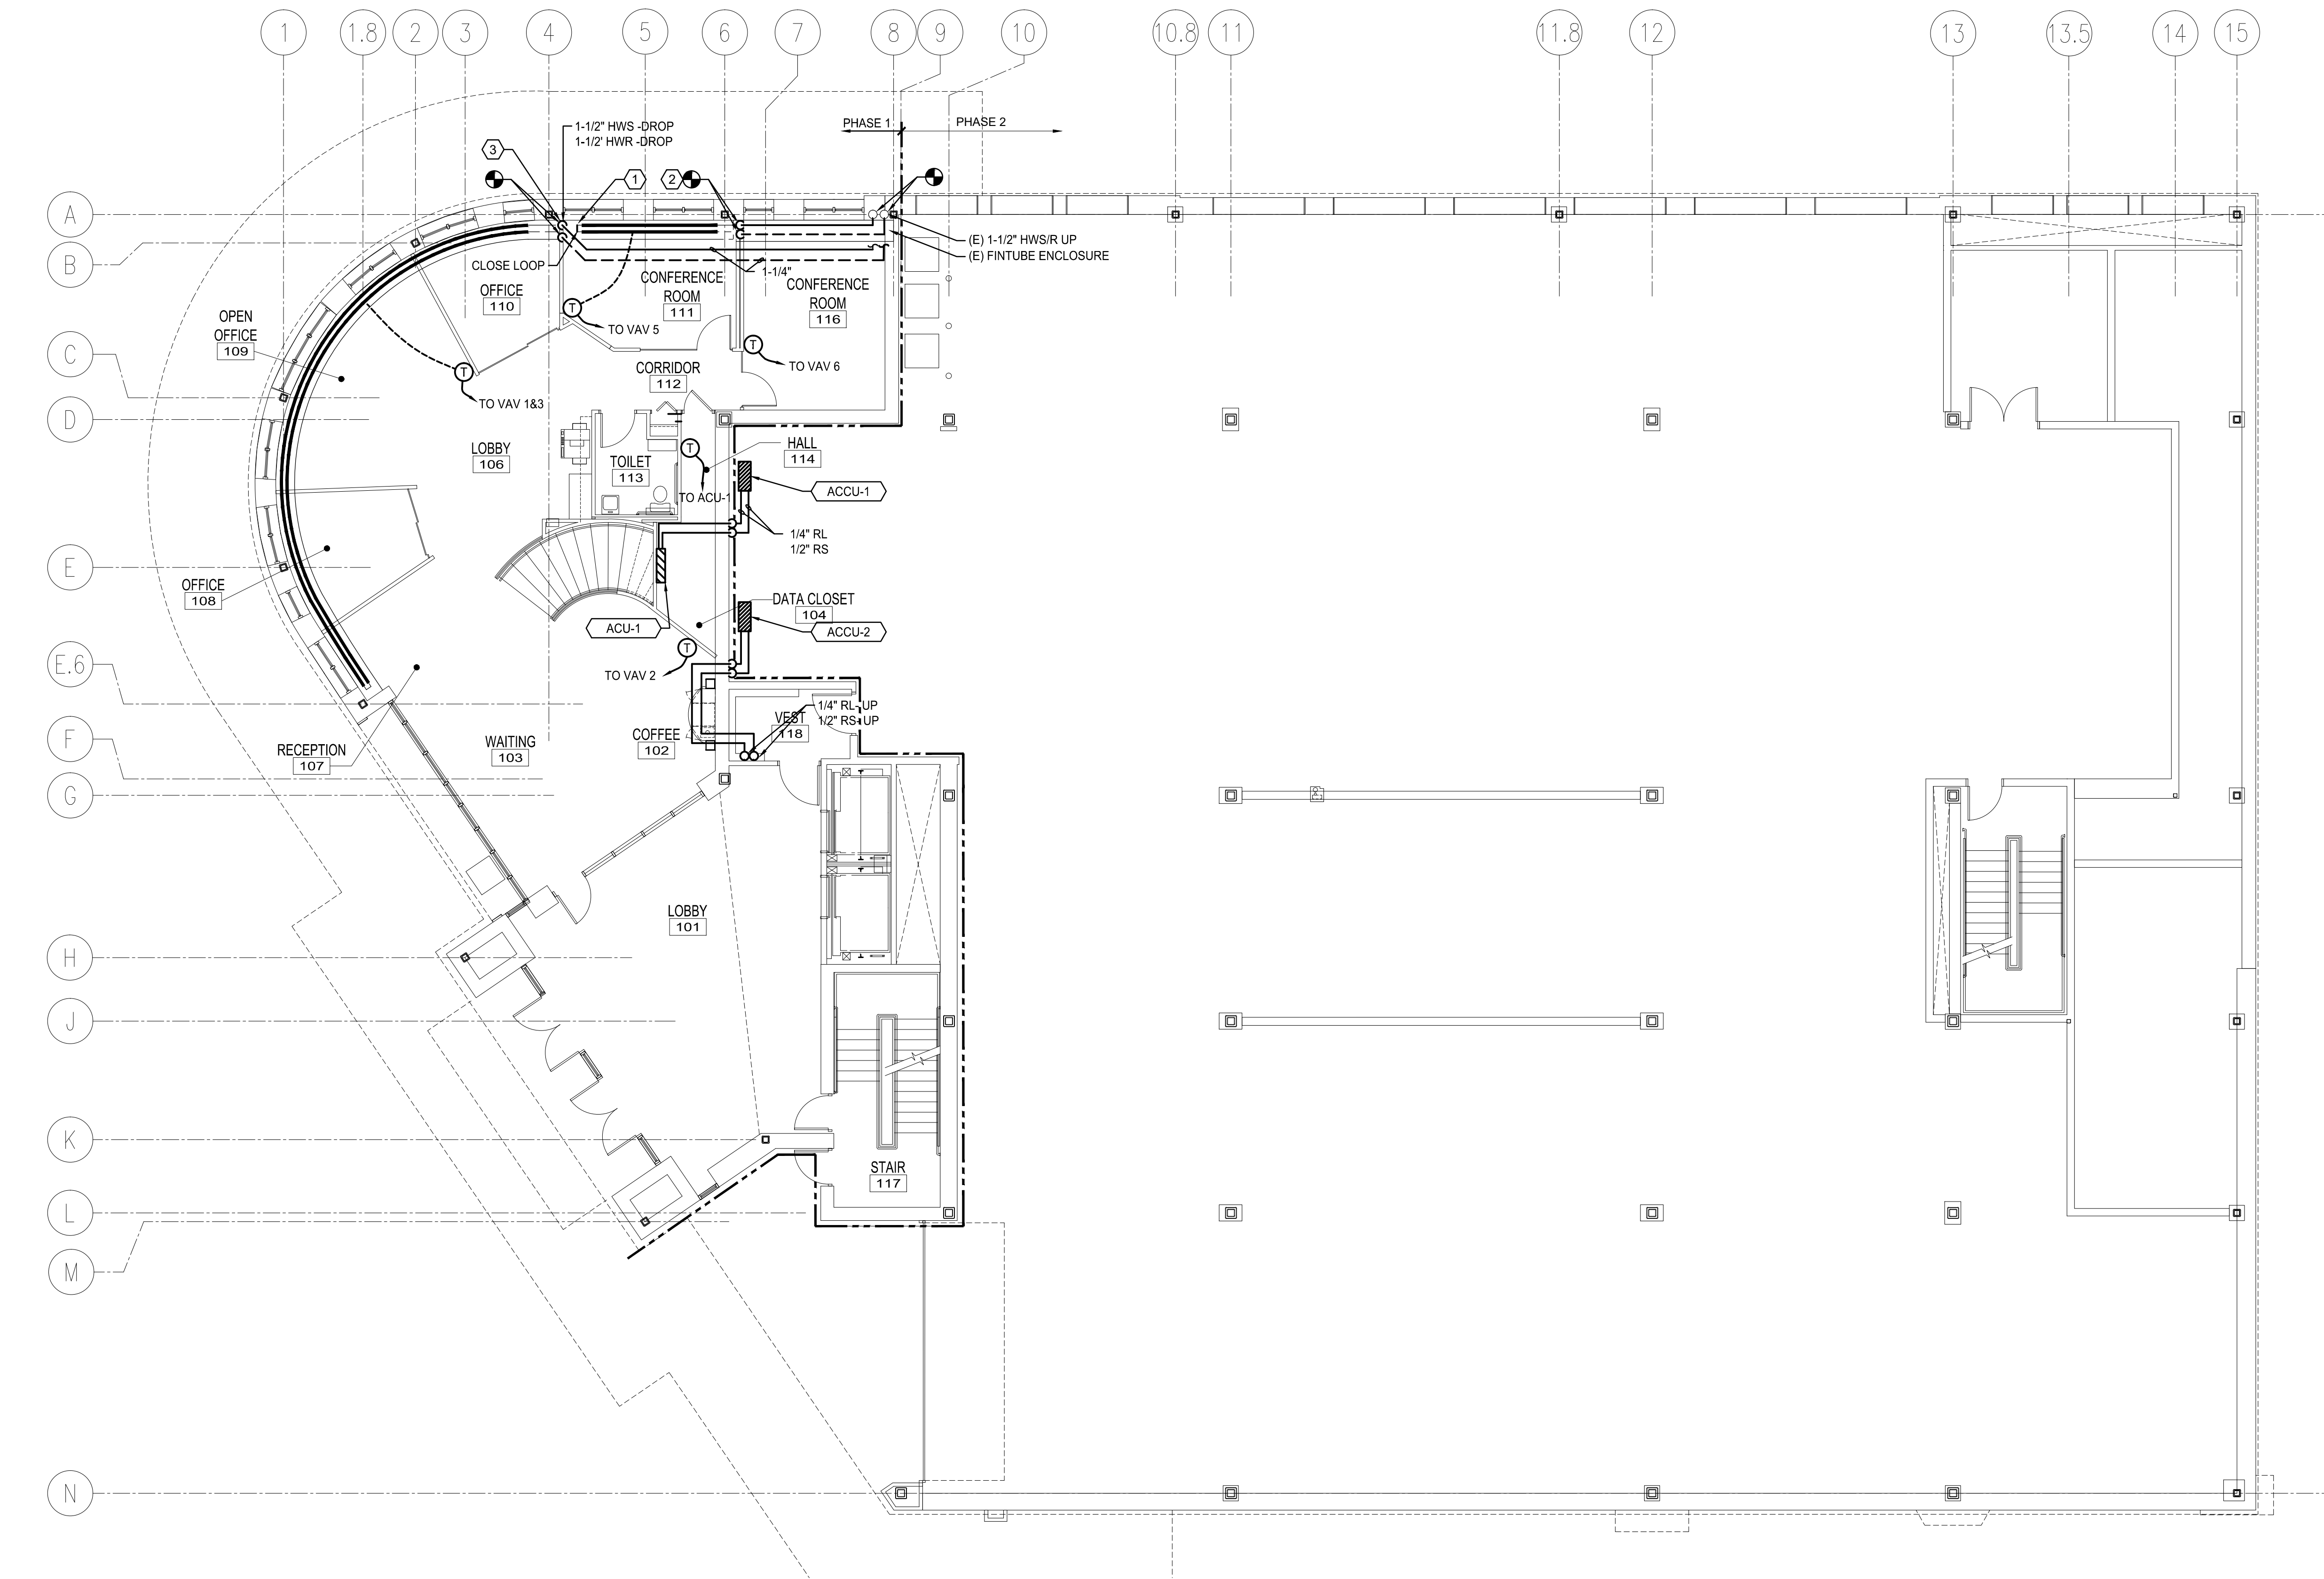 1
1.8
2
3
4
5
6
7
8
9
10
10.8
11
11.8
12
13
13.5
14
15
PHASE 1
PHASE 2
1-1/2" HWS -DROP
1-1/2' HWR -DROP
3
1
2
A
B
(E) 1-1/2" HWS/R UP
(E) FINTUBE ENCLOSURE
CLOSE LOOP
1-1/4"
OFFICE
110
CONFERENCE
ROOM
111
CONFERENCE
ROOM
116
OPEN
OFFICE
109
T
TO VAV 5
T
TO VAV 6
C
CORRIDOR
112
T
TO VAV 1&3
D
LOBBY
106
TOILET
113
T
TO ACU-1
HALL
114
ACCU-1
1/4" RL
1/2" RS
E
OFFICE
108
DATA CLOSET
104
ACU-1
ACCU-2
T
TO VAV 2
E.6
1/4" RL- UP
1/2" RS- UP
VEST
118
F
RECEPTION
107
WAITING
103
COFFEE
102
G
LOBBY
101
H
J
K
STAIR
117
L
M
N